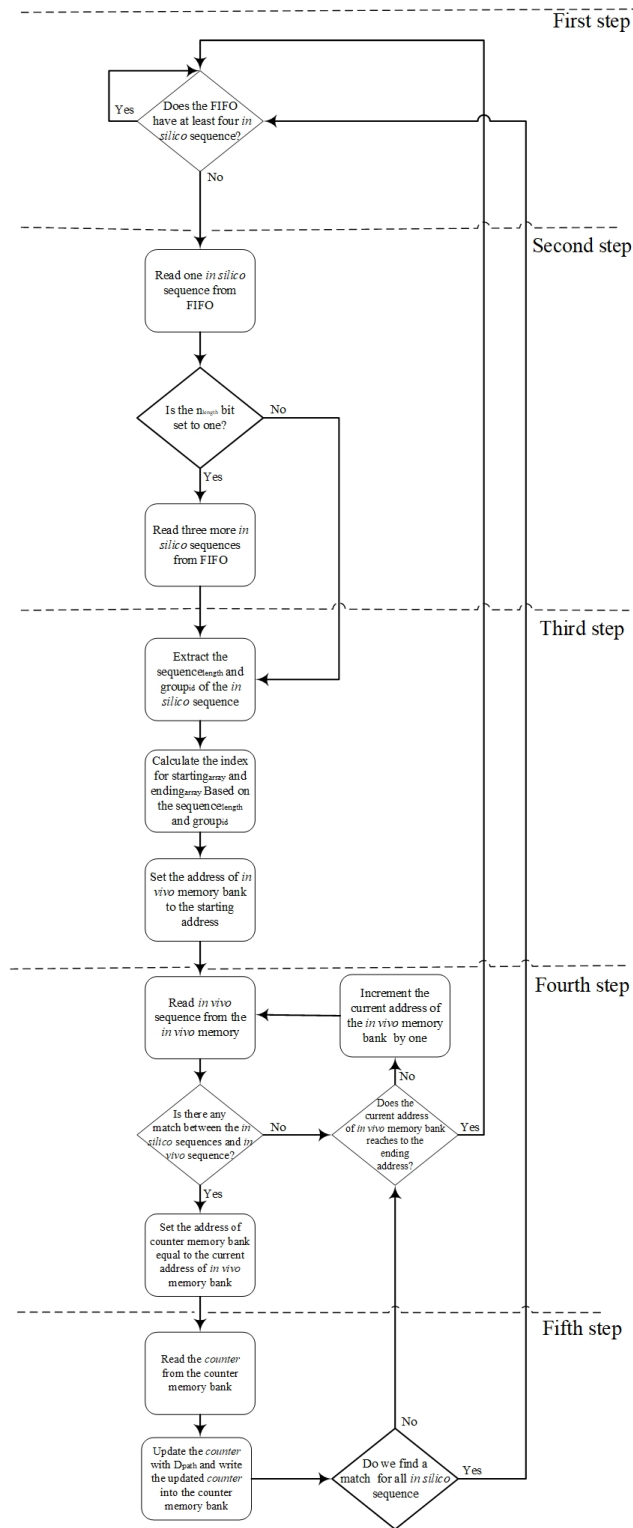 First step
Does the FIFO
have at least four in
silico sequence?
Yes
No
Second step
Read one in silico
sequence from
FIFO
Is the nlength bit
set to one?
No
Yes
Read three more in
silico sequences
from FIFO
Third step
Extract the
sequencelength and
groupid of the in
silico sequence
Calculate the index
for startingarray and
endingarray Based on
the sequencelength
and groupid
Set the address of in
vivo memory bank
to the starting
address
Fourth step
Read in vivo
sequence from the
in vivo memory
Increment the
current address of
the in vivo memory
bank by one
No
Is there any
match between the in
silico sequences and in
vivo sequence?
No
Does the
current address
of in vivo memory bank
reaches to the
ending
address?
Yes
Yes
Set the address of
counter memory bank
equal to the current
address of in vivo
memory bank
Fifth step
Read the counter
from the counter
memory bank
No
Update the counter
with Dpath and write
the updated counter
into the counter
memory bank
Do we find a
match for all in silico
sequence
Yes